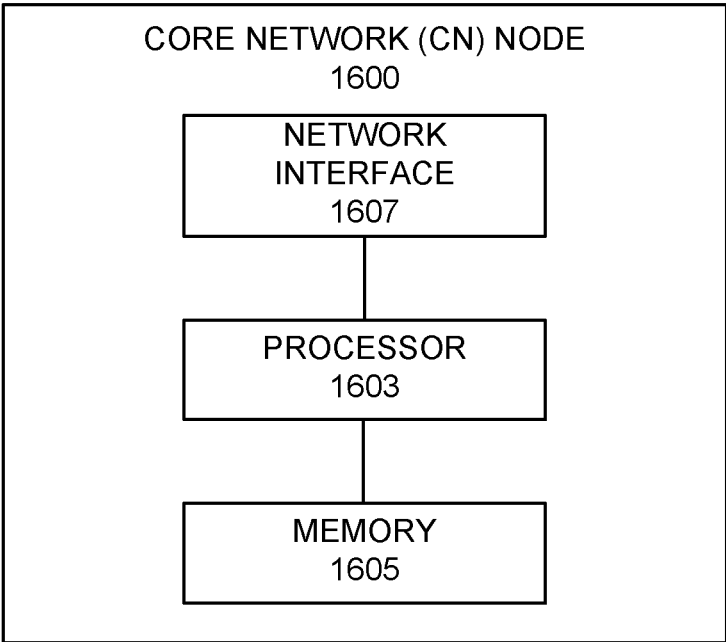 CORE NETWORK (CN) NODE
1600
NETWORK
INTERFACE
1607
PROCESSOR
1603
MEMORY
1605